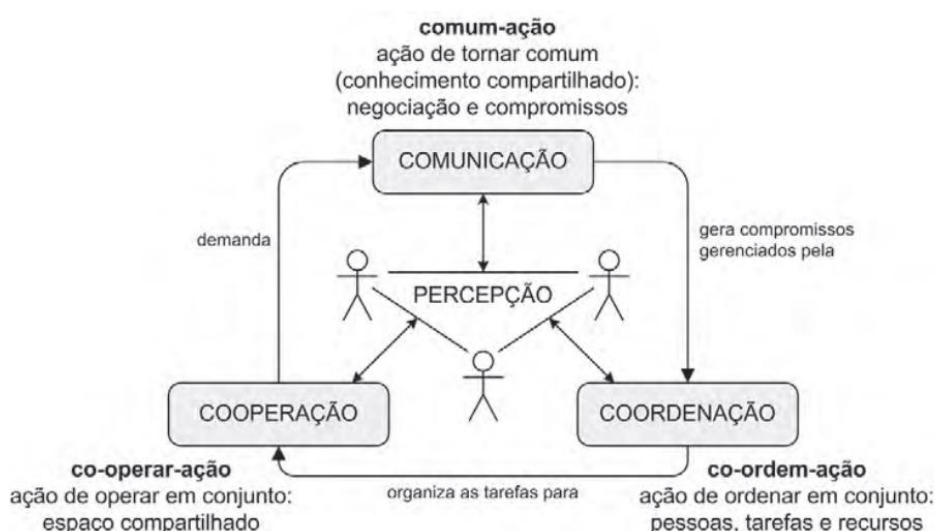 comum-ação
ação de tornar comum
(conhecimento compartilhado):
negociação e compromissos
COMUNICAÇÃO
demanda
gera compromissos
gerenciados pela
PERCEPÇÃO
COOPERAÇÃO
COORDENAÇÃO
co-operar-ação
ação de operar em conjunto:
espaço compartilhado
organiza as tarefas para
co-ordem-ação
ação de ordenar em conjunto:
pessoas, tarefas e recursos